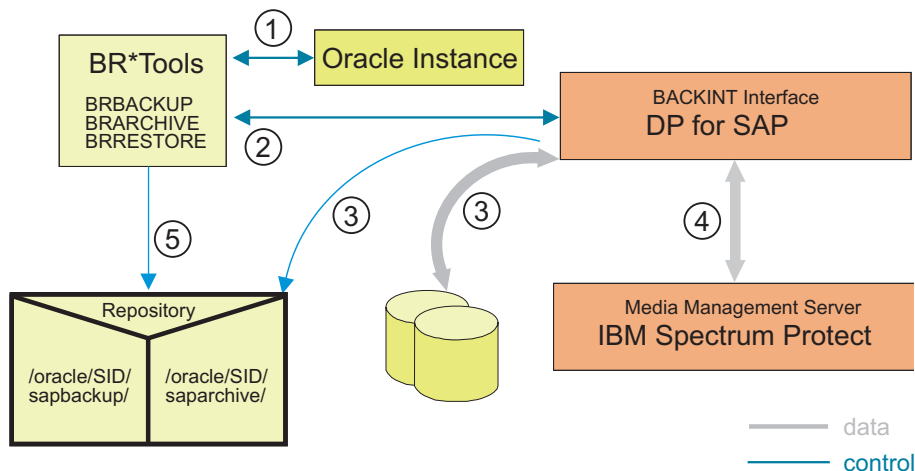 1
BR*Tools
BRBACKUP
BRARCHIVE
BRRESTORE
Oracle Instance
BACKINT Interface
DP for SAP
2
3
3
4
5
Repository
/oracle/SID/
sapbackup/
/oracle/SID/
saparchive/
Media Management Server
IBM Spectrum Protect
data
control